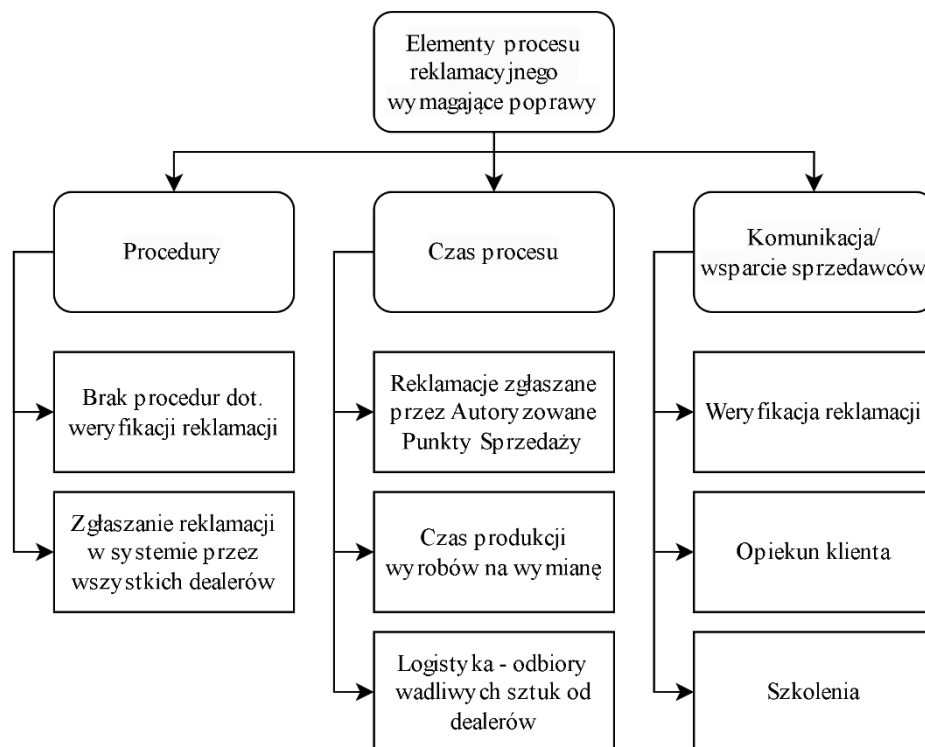 Elementy procesu
reklamacyjnego
wymagające poprawy
Procedury
Czas procesu
Komunikacja/
wsparcie sprzedawców
Brak procedur dot.
weryfikacji reklamacji
Reklamacje zgłaszane
przez Autoryzowane
Punkty Sprzedaży
Weryfikacja reklamacji
Zgłaszanie reklamacji
w systemie przez
wszystkich dealerów
Czas produkcji
wyrobów na wymianę
Opiekun klienta
Logistyka - odbiory
wadliwych sztuk od
dealerów
Szkolenia